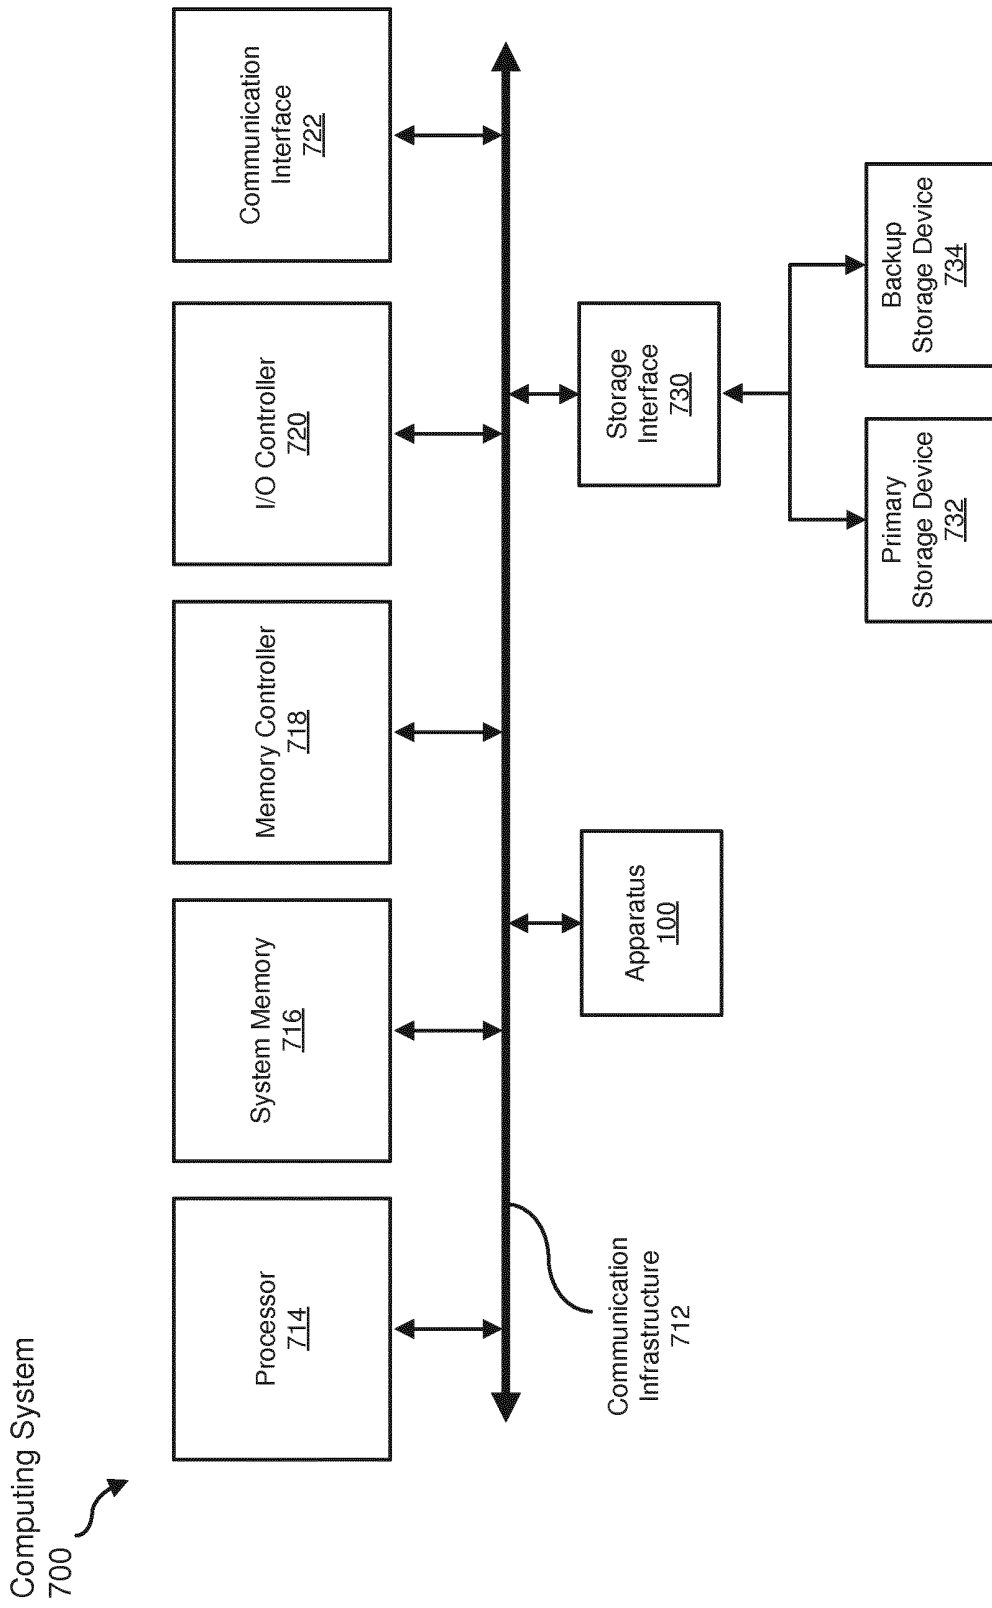 Computing System
700
Processor
714
System Memory
716
Memory Controller
718
I/O Controller
720
Communication
Interface
722
Communication
Infrastructure
712
Apparatus
100
Storage
Interface
730
Primary
Storage Device
732
Backup
Storage Device
734